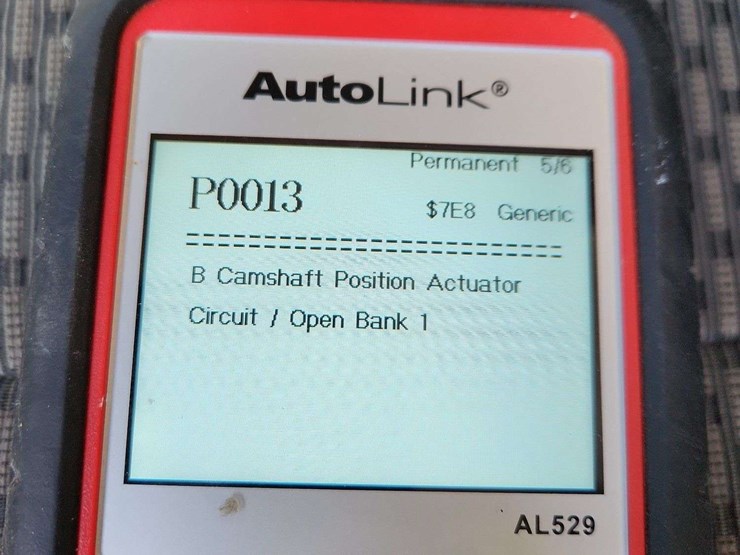 AutoLink®
Permanent 5/6
P0013
$7E8 Generic
==============================
B Camshaft Position Actuator
Circuit / Open Bank 1
AL529